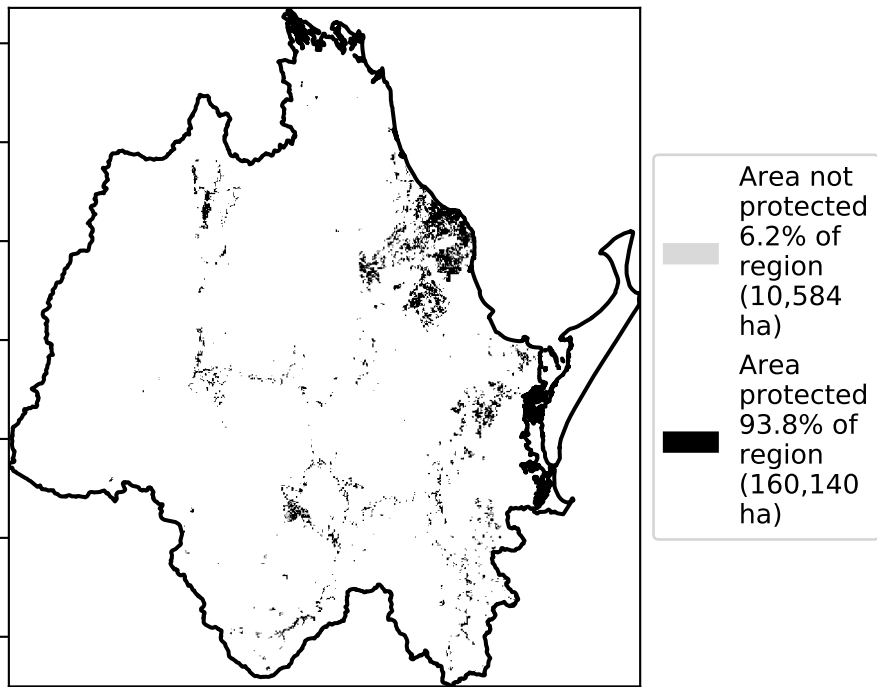 Area not
protected
6.2% of
region
(10,584
ha)
Area
protected
93.8% of
region
(160,140
ha)